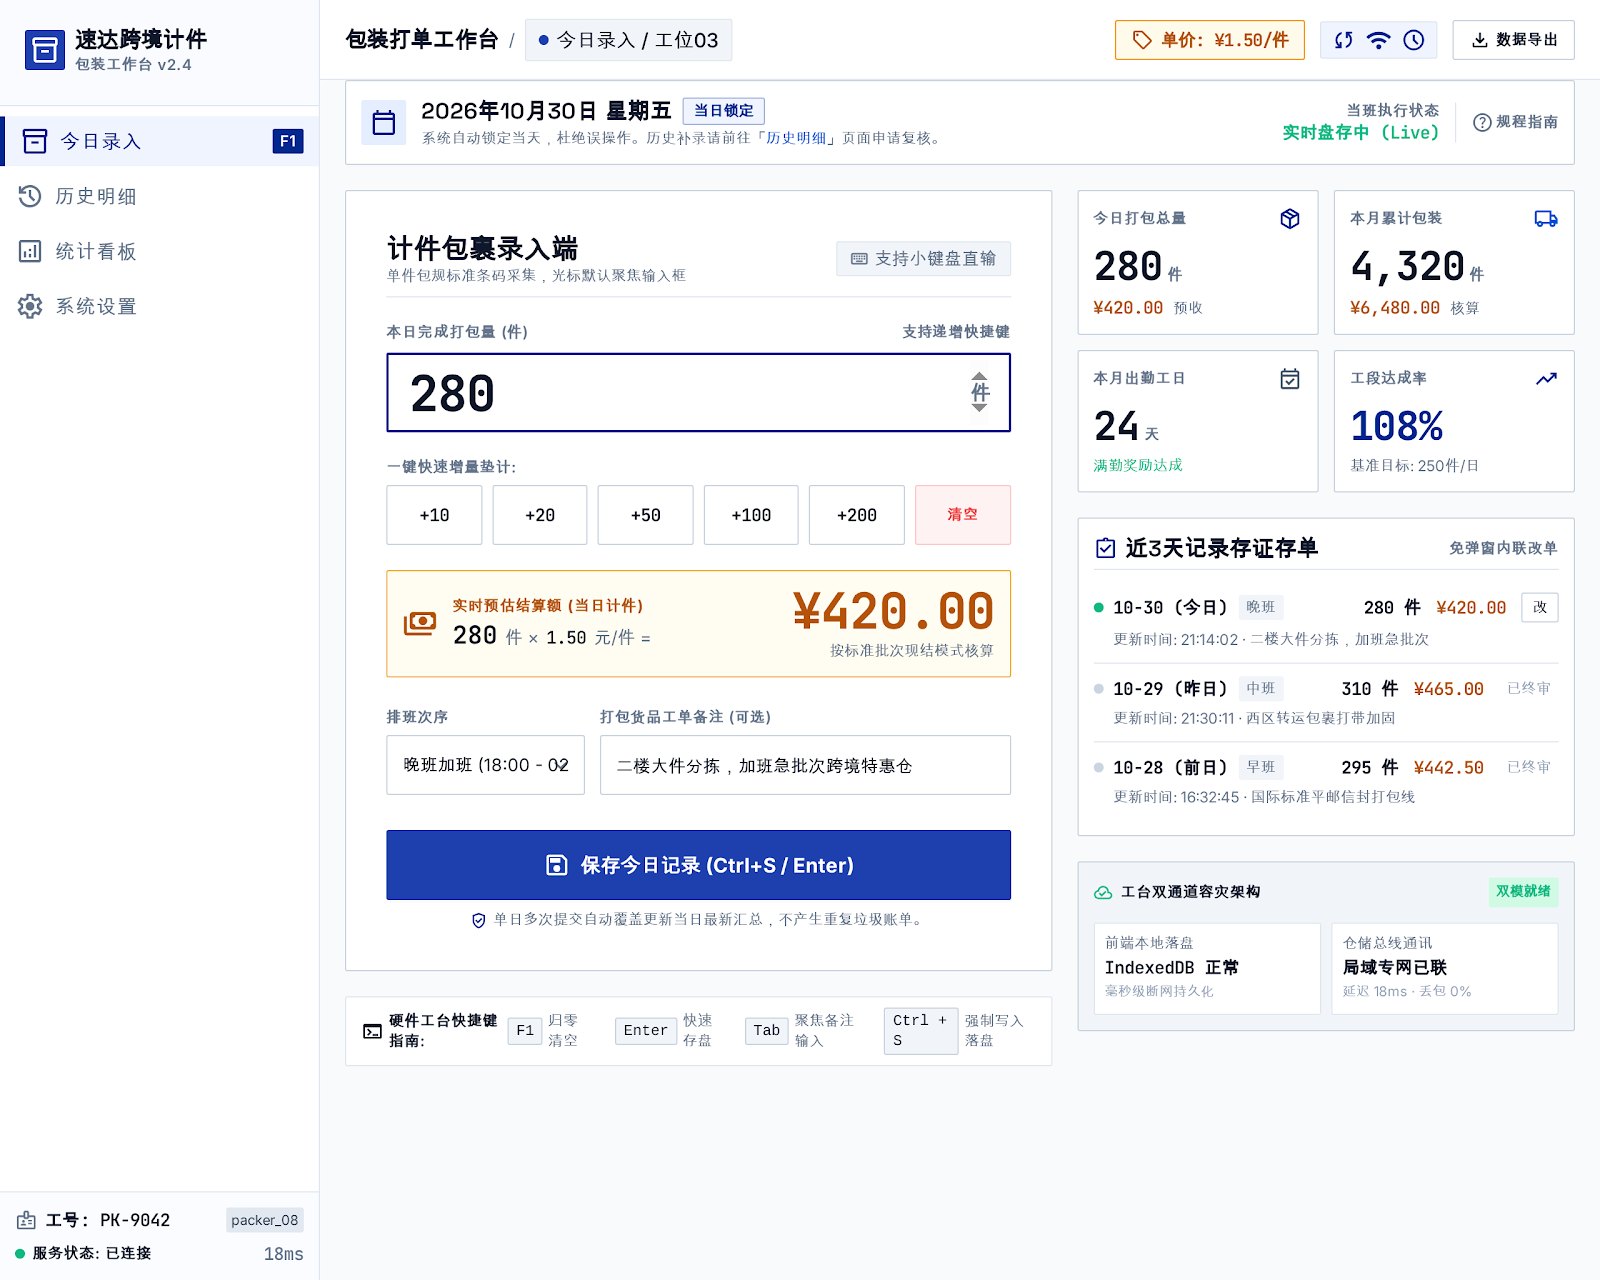 速达跨境计件
包装工作台 v2.4
今日录入
F1
历史明细
统计看板
系统设置
工号: PK-9042
packer_08
服务状态: 已连接
18ms
包装打单工作台 / 今日录入 / 工位03
单价: ¥1.50/件
数据导出
2026年10月30日 星期五 当日锁定
系统自动锁定当天，杜绝误操作。历史补录请前往「历史明细」页面申请复核。
当班执行状态
实时盘存中 (Live)
规程指南
计件包裹录入端
单件包规标准条码采集，光标默认聚焦输入框
支持小键盘直输
本日完成打包量 (件)
支持递增快捷键
280
件
一键快速增量垫计:
+10
+20
+50
+100
+200
清空
实时预估结算额 (当日计件)
280 件 × 1.50 元/件 =
¥420.00
按标准批次现结模式核算
排班次序
打包货品工单备注 (可选)
晚班加班 (18:00 - 02
二楼大件分拣，加班急批次跨境特惠仓
保存今日记录 (Ctrl+S / Enter)
单日多次提交自动覆盖更新当日最新汇总，不产生重复垃圾账单。
硬件工台快捷键
指南:
F1
归零
清空
Enter
快速
存盘
Tab
聚焦备注
输入
Ctrl +
S
强制写入
落盘
今日打包总量
280 件
¥420.00 预收
本月累计包装
4,320 件
¥6,480.00 核算
本月出勤工日
24 天
满勤奖励达成
工段达成率
108%
基准目标: 250件/日
近3天记录存证存单
免弹窗内联改单
10-30 (今日) 晚班 280 件 ¥420.00 改
更新时间: 21:14:02 · 二楼大件分拣，加班急批次
10-29 (昨日) 中班 310 件 ¥465.00 已终审
更新时间: 21:30:11 · 西区转运包裹打带加固
10-28 (前日) 早班 295 件 ¥442.50 已终审
更新时间: 16:32:45 · 国际标准平邮信封打包线
工台双通道容灾架构
双模就绪
前端本地落盘
IndexedDB 正常
毫秒级断网持久化
仓储总线通讯
局域专网已联
延迟 18ms · 丢包 0%